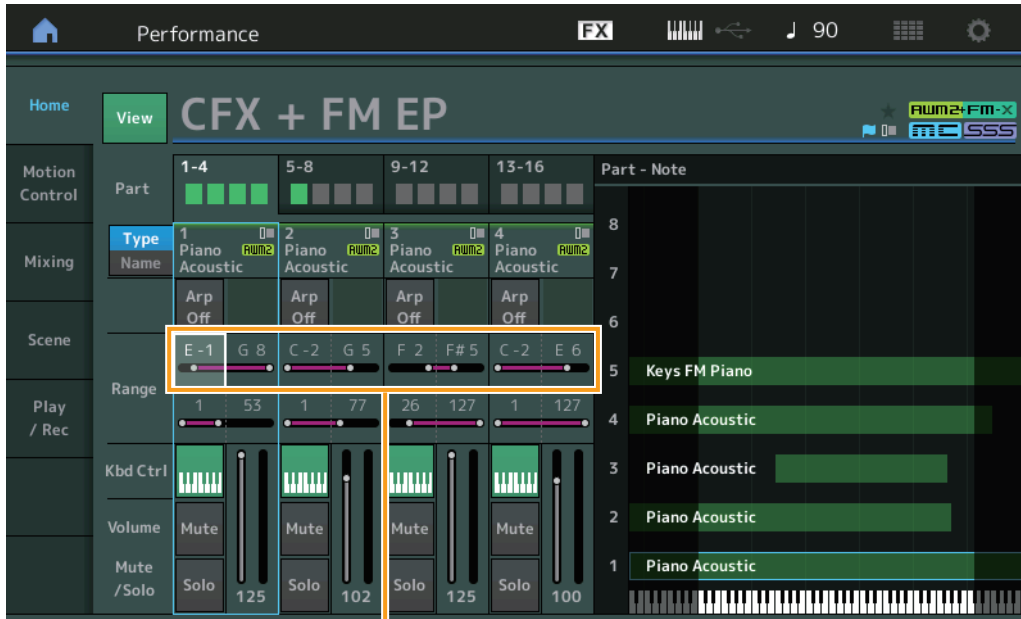 Performance
FX
90
Home
View
CFX + FM EP
AWM2+FM-X
MC SSS
Motion
Control
Part
1-4 5-8 9-12 13-16
Part - Note
Mixing
Type
Name
1
Piano AWM2
Acoustic
2
Piano AWM2
Acoustic
3
Piano AWM2
Acoustic
4
Piano AWM2
Acoustic
Arp
Off
Arp
Off
Arp
Off
Arp
Off
Scene
Range
E -1 G 8 C -2 G 5 F 2 F# 5 C -2 E 6
1 53 1 77 26 127 1 127
Play
/ Rec
Kbd Ctrl
Volume
Mute Mute Mute Mute
Mute
/Solo
Solo 125 Solo 102 Solo 125 Solo 100
8
7
6
5 Keys FM Piano
4 Piano Acoustic
3 Piano Acoustic
2 Piano Acoustic
1 Piano Acoustic